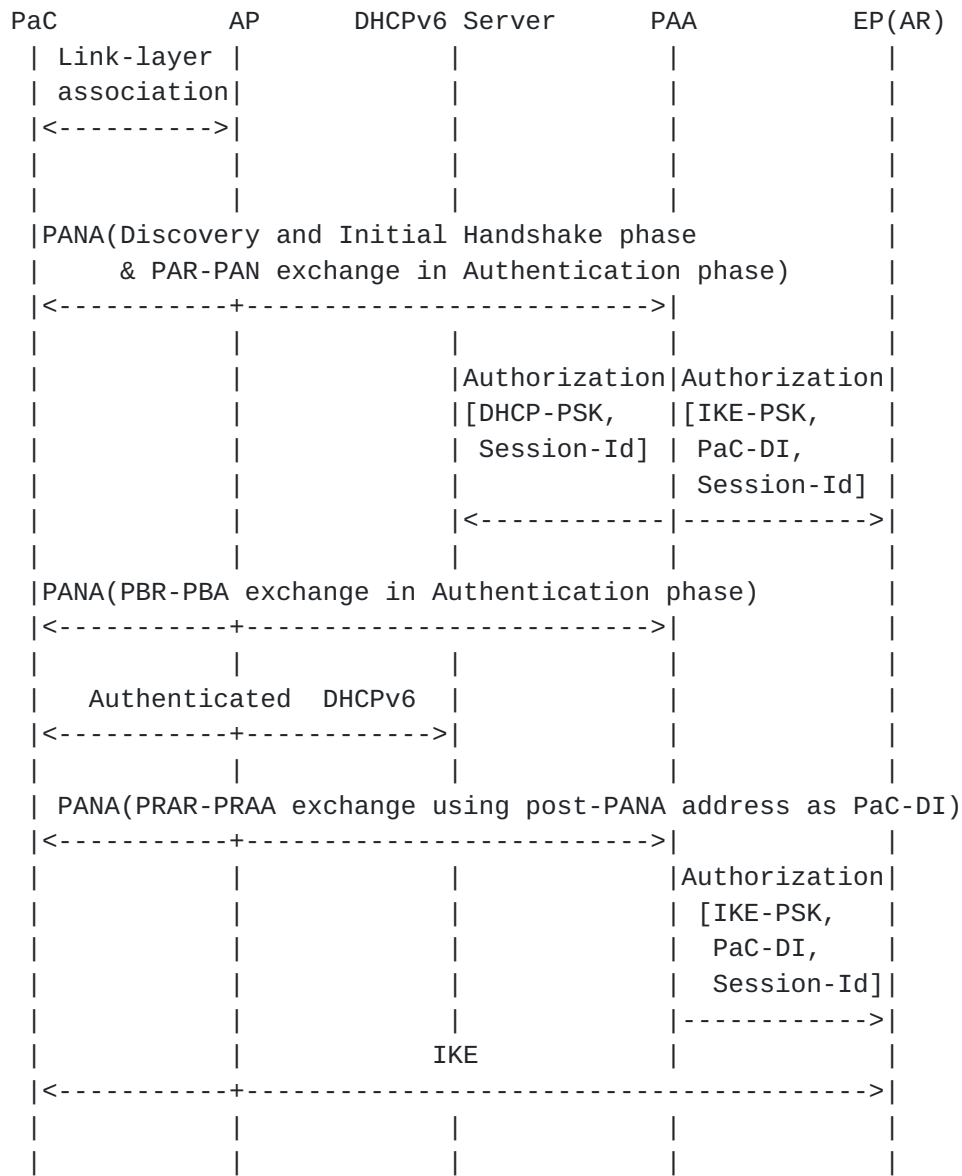 PaC             AP      DHCPv6 Server        PAA          EP(AR)
 | Link-layer |             |             |             |
 | association|             |             |             |
 |<---------->|             |             |             |
 |            |             |             |             |
 |            |             |             |             |
 |PANA(Discovery and Initial Handshake phase            |
 |     & PAR-PAN exchange in Authentication phase)      |
 |<-----------+-------------------------->|             |
 |            |             |             |             |
 |            |             |Authorization|Authorization|
 |            |             |[DHCP-PSK,   |[IKE-PSK,    |
 |            |             | Session-Id] | PaC-DI,     |
 |            |             |             | Session-Id] |
 |            |             |<------------|------------>|
 |            |             |             |             |
 |PANA(PBR-PBA exchange in Authentication phase)        |
 |<-----------+-------------------------->|             |
 |            |             |             |             |
 |   Authenticated  DHCPv6  |             |             |
 |<-----------+------------>|             |             |
 |            |             |             |             |
 | PANA(PRAR-PRAA exchange using post-PANA address as PaC-DI)
 |<-----------+-------------------------->|             |
 |            |             |             |Authorization|
 |            |             |             | [IKE-PSK,   |
 |            |             |             |  PaC-DI,    |
 |            |             |             |  Session-Id]|
 |            |             |             |------------>|
 |            |            IKE            |             |
 |<-----------+---------------------------------------->|
 |            |             |             |             |
 |            |             |             |             |